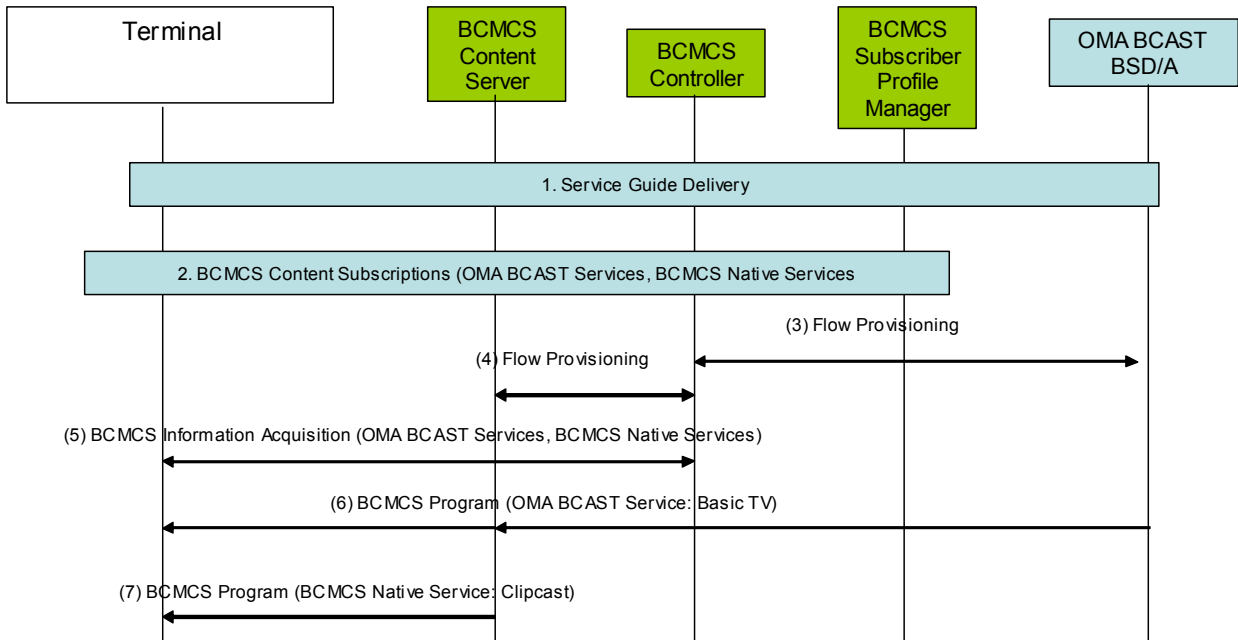 Terminal
BCMCS
Content
Server
BCMCS
Controller
BCMCS
Subscriber
Profile
Manager
OMA BCAST
BSD/A
1. Service Guide Delivery
2. BCMCS Content Subscriptions (OMA BCAST Services, BCMCS Native Services
(3) Flow Provisioning
(4) Flow Provisioning
(5) BCMCS Information Acquisition (OMA BCAST Services, BCMCS Native Services)
(6) BCMCS Program (OMA BCAST Service: Basic TV)
(7) BCMCS Program (BCMCS Native Service: Clipcast)